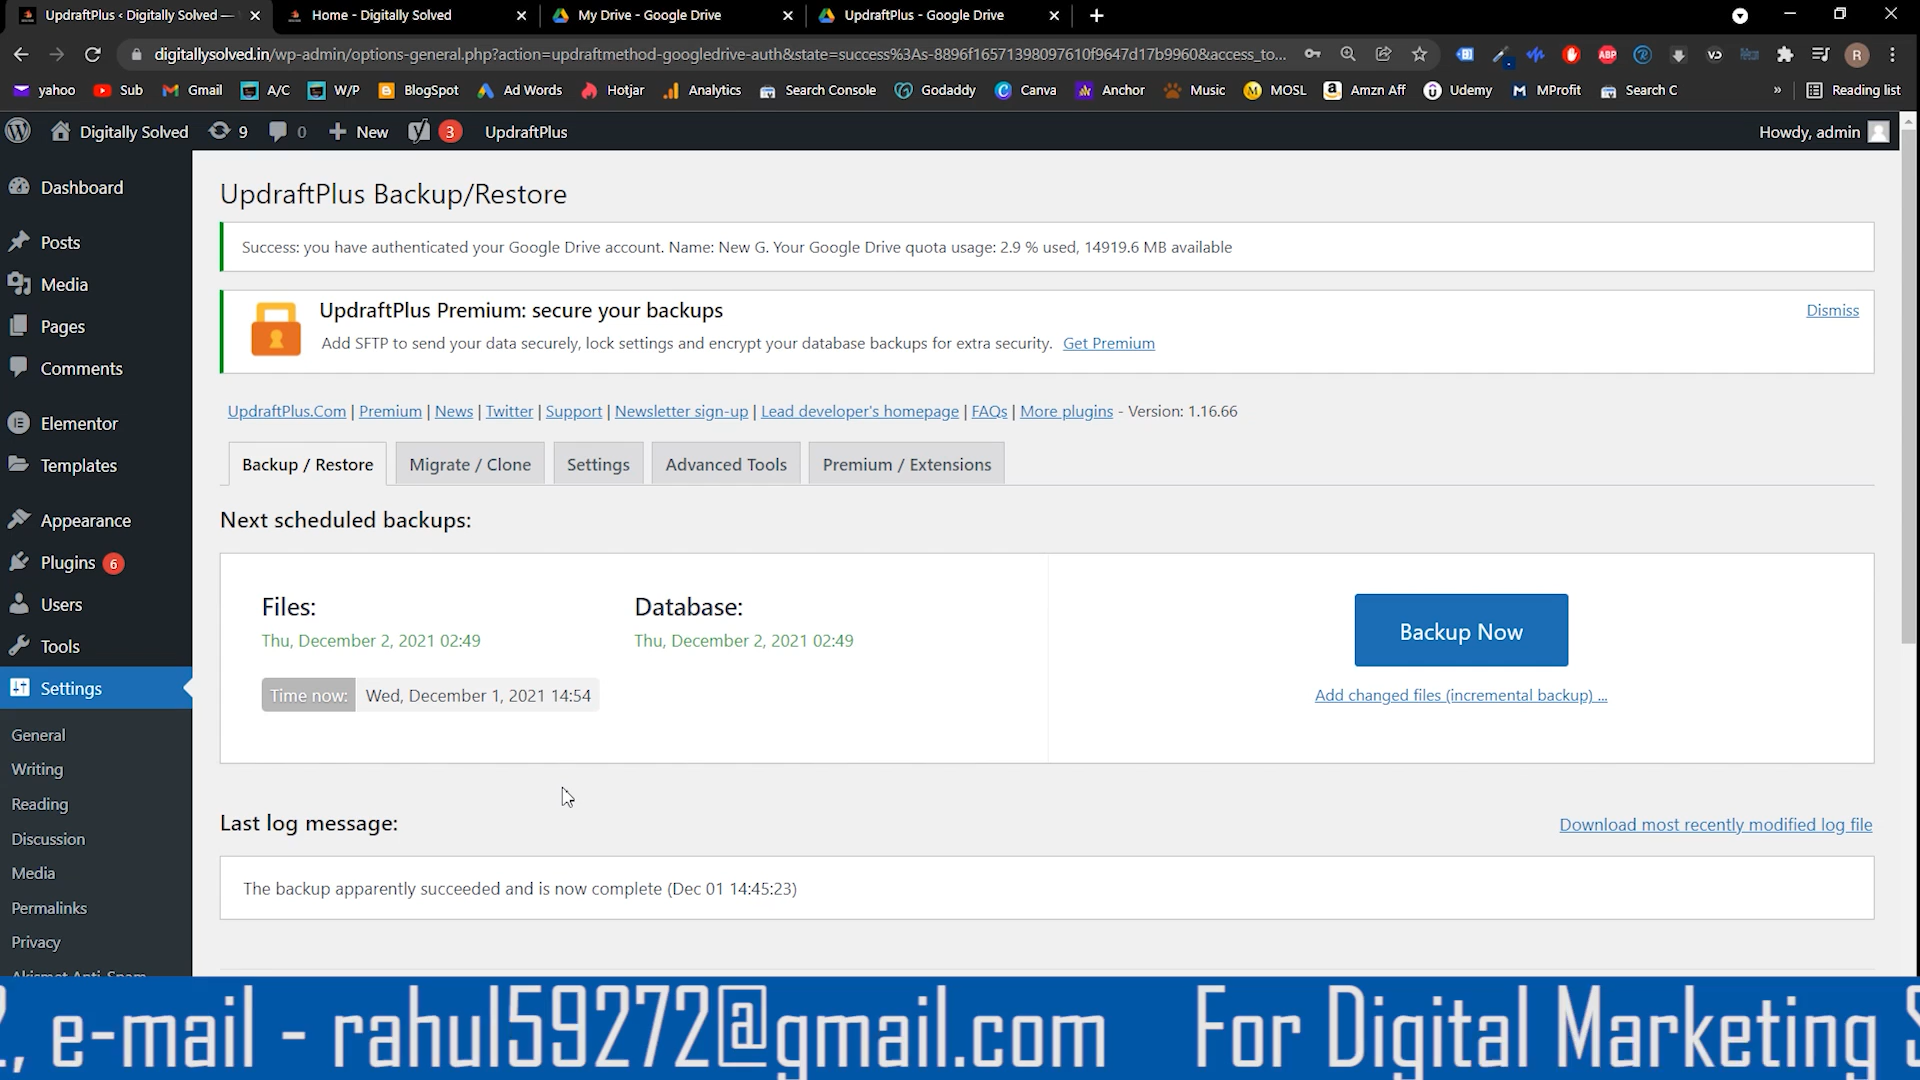 UpdraftPlus ‹ Digitally Solved —
Home - Digitally Solved
My Drive - Google Drive
UpdraftPlus - Google Drive
digitallysolved.in/wp-admin/options-general.php?action=updraftmethod-googledrive-auth&state=success%3As-8896f16571398097610f9647d17b9960&access_to...
yahoo Sub Gmail A/C W/P BlogSpot Ad Words Hotjar Analytics Search Console Godaddy Canva Anchor Music MOSL Amzn Aff Udemy MProfit Search C » Reading list
Digitally Solved 9 0 New 3 UpdraftPlus Howdy, admin
Dashboard
Posts
Media
Pages
Comments
Elementor
Templates
Appearance
Plugins 6
Users
Tools
Settings
General
Writing
Reading
Discussion
Media
Permalinks
Privacy
Akismet Anti-Spam
UpdraftPlus Backup/Restore
Success: you have authenticated your Google Drive account. Name: New G. Your Google Drive quota usage: 2.9 % used, 14919.6 MB available
UpdraftPlus Premium: secure your backups
Dismiss
Add SFTP to send your data securely, lock settings and encrypt your database backups for extra security. Get Premium
UpdraftPlus.Com | Premium | News | Twitter | Support | Newsletter sign-up | Lead developer's homepage | FAQs | More plugins - Version: 1.16.66
Backup / Restore Migrate / Clone Settings Advanced Tools Premium / Extensions
Next scheduled backups:
Files:
Thu, December 2, 2021 02:49
Database:
Thu, December 2, 2021 02:49
Time now: Wed, December 1, 2021 14:54
Backup Now
Add changed files (incremental backup) ...
Last log message:
Download most recently modified log file
The backup apparently succeeded and is now complete (Dec 01 14:45:23)
2, e-mail - rahul59272@gmail.com For Digital Marketing S